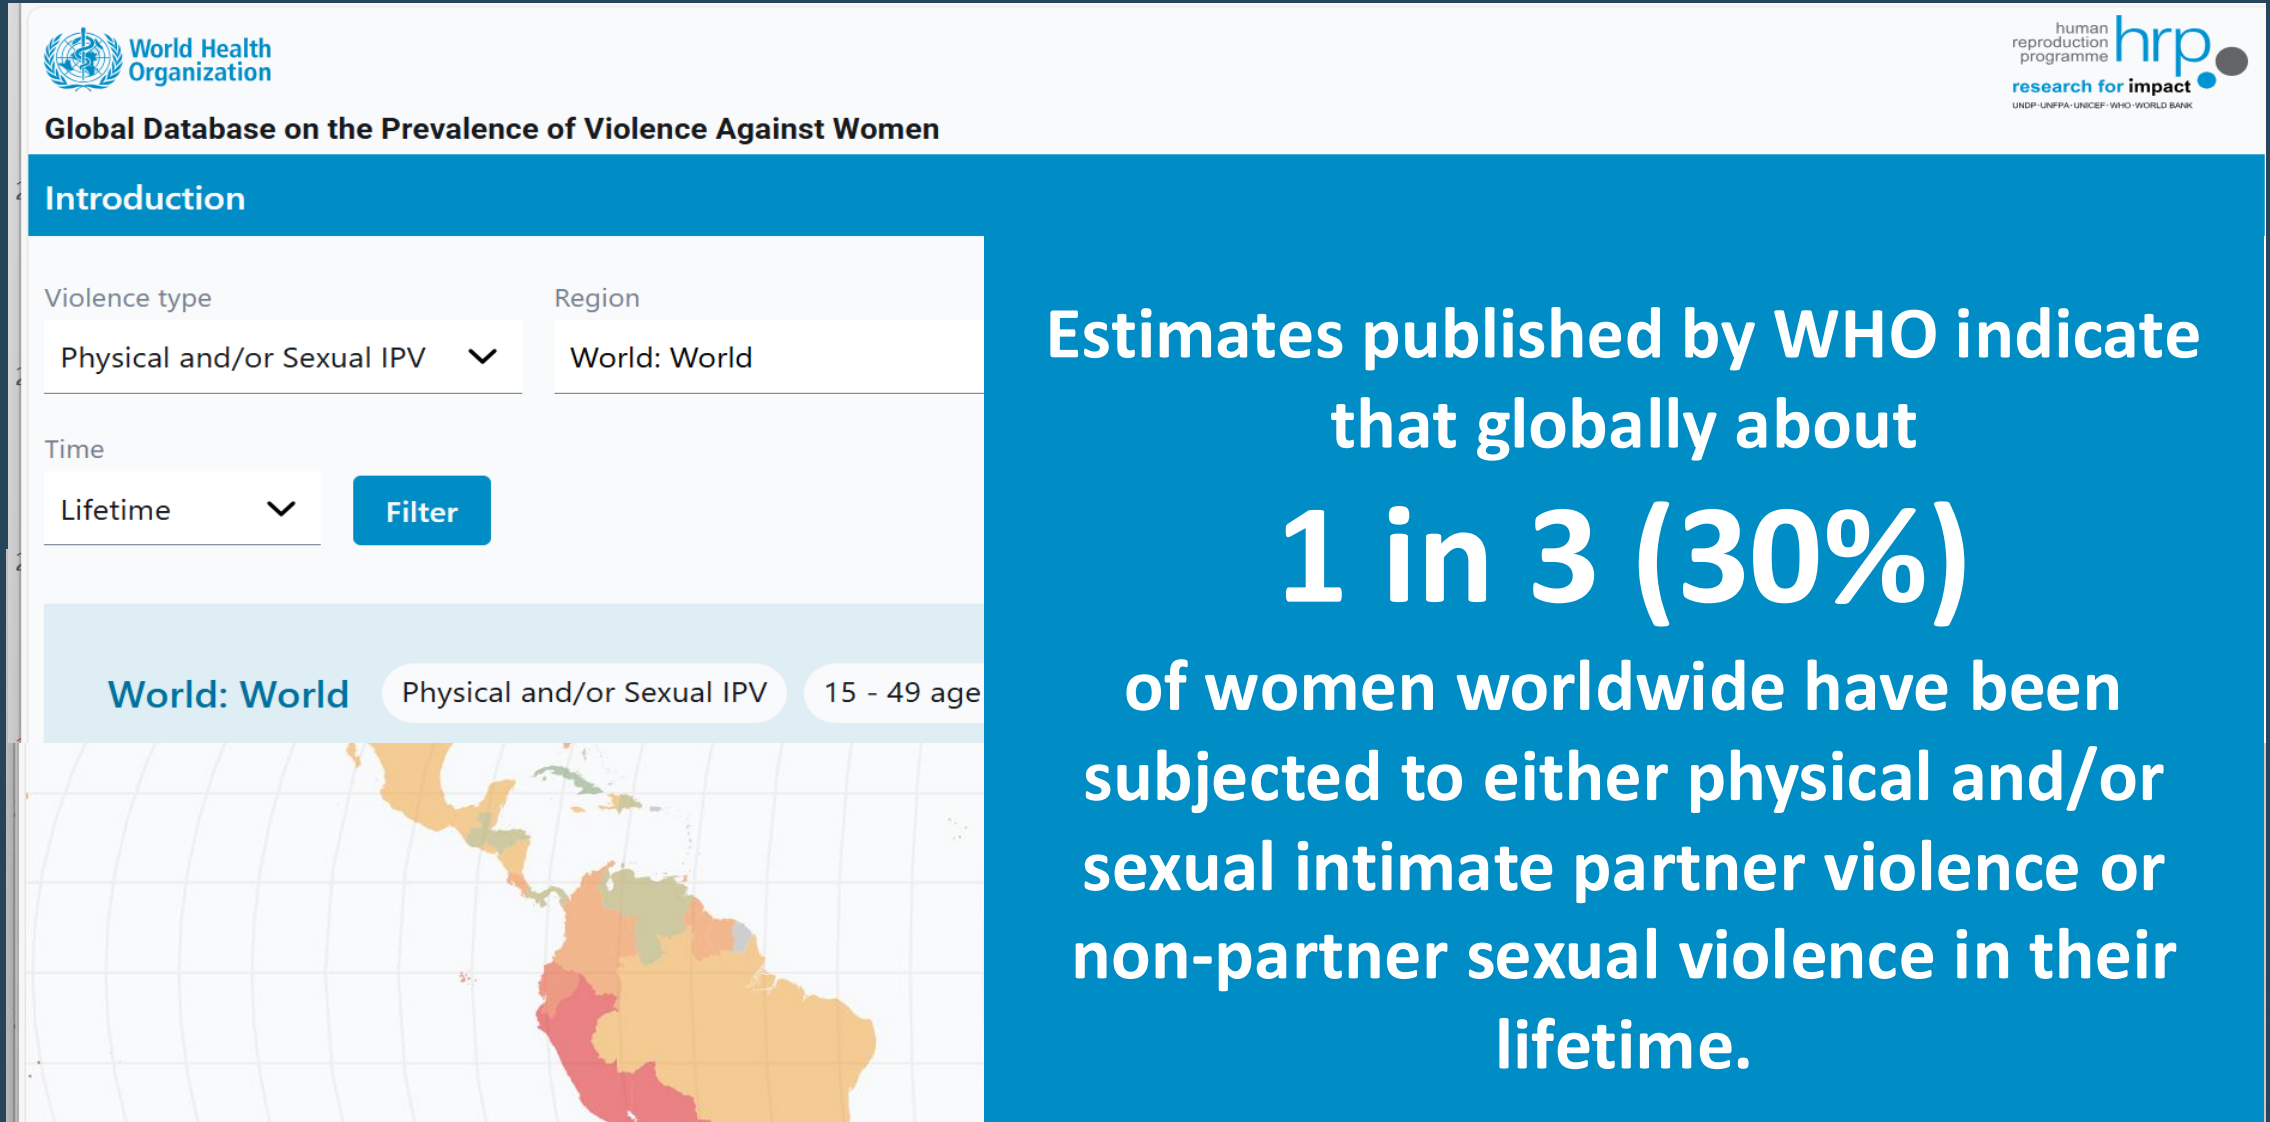 World Health
Organization
human
reproduction
programme
hrp
research for impact
UNDP·UNFPA·UNICEF·WHO·WORLD BANK
Global Database on the Prevalence of Violence Against Women
Introduction
Violence type
Region
Physical and/or Sexual IPV
World: World
Time
Lifetime
Filter
World: World
Physical and/or Sexual IPV
15 - 49 age
Estimates published by WHO indicate
that globally about
1 in 3 (30%)
of women worldwide have been
subjected to either physical and/or
sexual intimate partner violence or
non-partner sexual violence in their
lifetime.